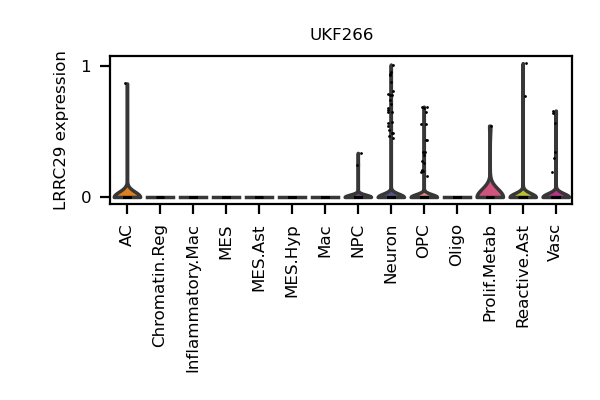 UKF266
LRRC29 expression
1
0
AC
Chromatin.Reg
Inflammatory.Mac
MES
MES.Ast
MES.Hyp
Mac
NPC
Neuron
OPC
Oligo
Prolif.Metab
Reactive.Ast
Vasc